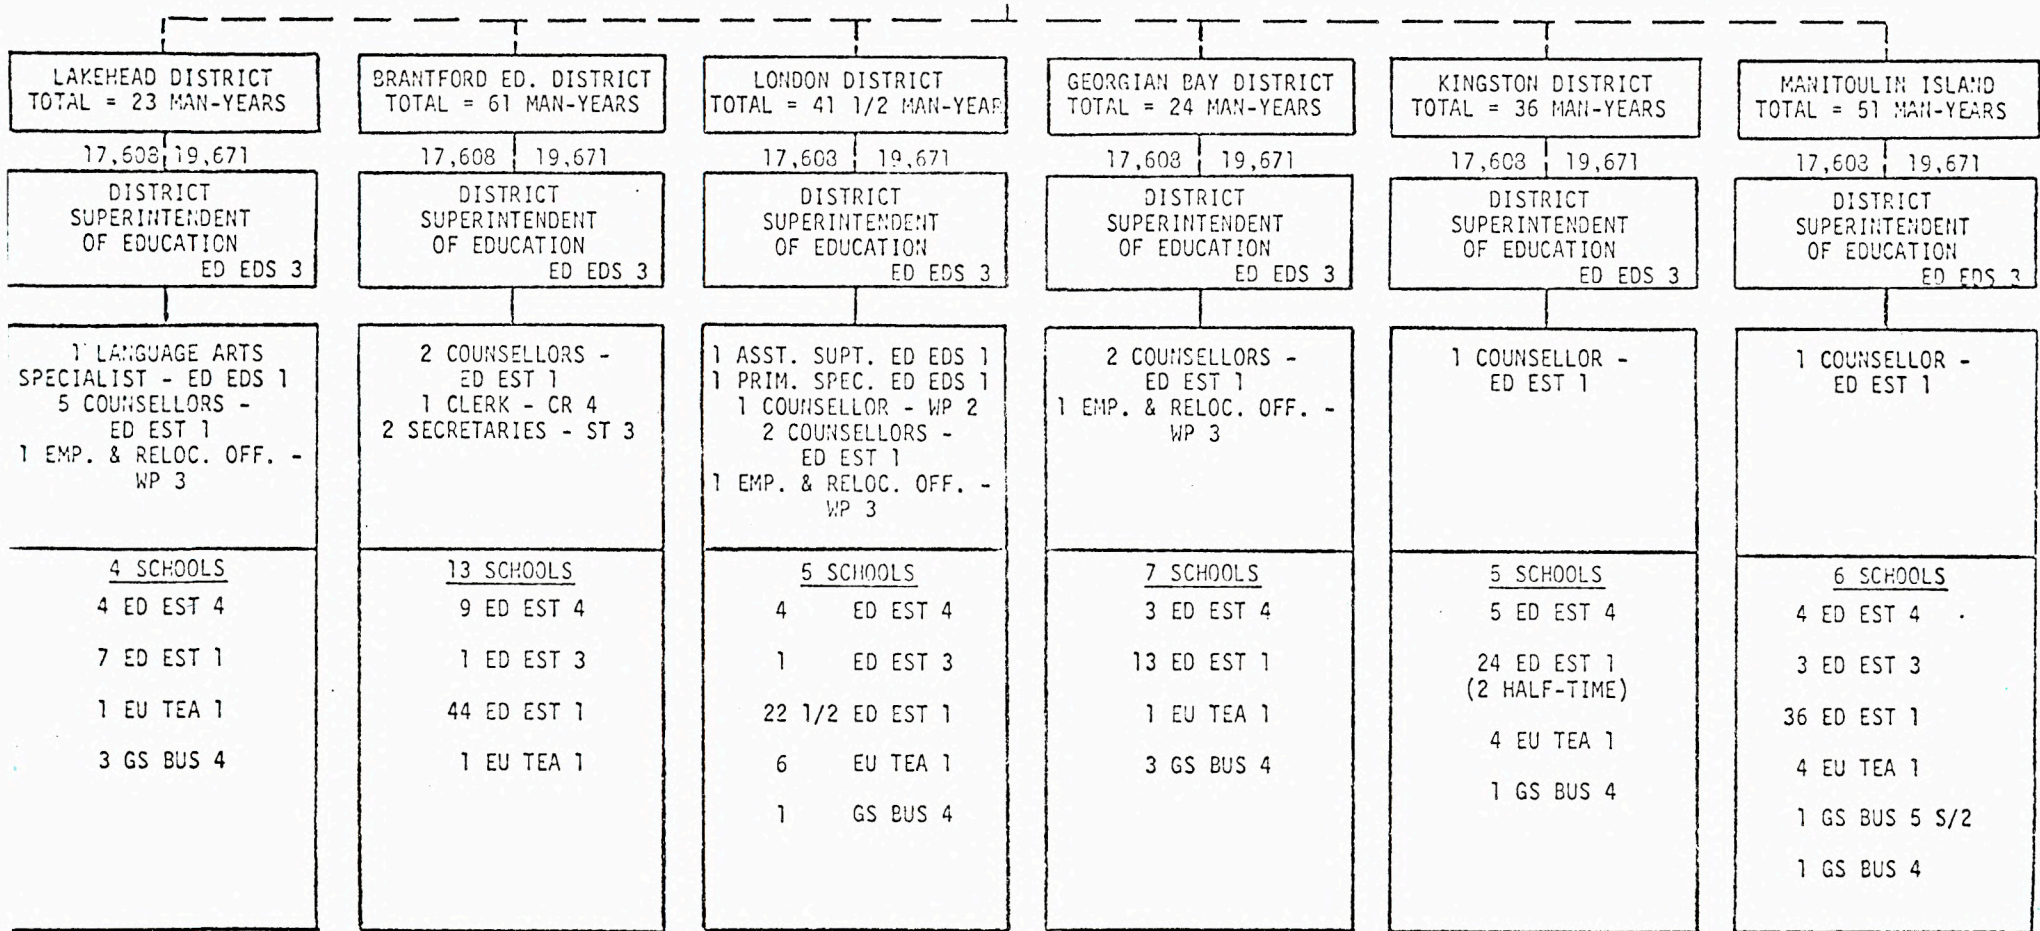 LAKEHEAD DISTRICT
TOTAL = 23 MAN-YEARS
17,608 19,671
DISTRICT
SUPERINTENDENT
OF EDUCATION
ED EDS 3
1 LANGUAGE ARTS
SPECIALIST - ED EDS 1
5 COUNSELLORS -
ED EST 1
1 EMP. & RELOC. OFF. -
WP 3
4 SCHOOLS
4 ED EST 4
7 ED EST 1
1 EU TEA 1
3 GS BUS 4
BRANTFORD ED. DISTRICT
TOTAL = 61 MAN-YEARS
17,608 19,671
DISTRICT
SUPERINTENDENT
OF EDUCATION
ED EDS 3
2 COUNSELLORS -
ED EST 1
1 CLERK - CR 4
2 SECRETARIES - ST 3
13 SCHOOLS
9 ED EST 4
1 ED EST 3
44 ED EST 1
1 EU TEA 1
LONDON DISTRICT
TOTAL = 41 1/2 MAN-YEAR
17,608 19,671
DISTRICT
SUPERINTENDENT
OF EDUCATION
ED EDS 3
1 ASST. SUPT. ED EDS 1
1 PRIM. SPEC. ED EDS 1
1 COUNSELLOR - WP 2
2 COUNSELLORS -
ED EST 1
1 EMP. & RELOC. OFF. -
WP 3
5 SCHOOLS
4 ED EST 4
1 ED EST 3
22 1/2 ED EST 1
6 EU TEA 1
1 GS BUS 4
GEORGIAN BAY DISTRICT
TOTAL = 24 MAN-YEARS
17,608 19,671
DISTRICT
SUPERINTENDENT
OF EDUCATION
ED EDS 3
2 COUNSELLORS -
ED EST 1
1 EMP. & RELOC. OFF. -
WP 3
7 SCHOOLS
3 ED EST 4
13 ED EST 1
1 EU TEA 1
3 GS BUS 4
KINGSTON DISTRICT
TOTAL = 36 MAN-YEARS
17,608 19,671
DISTRICT
SUPERINTENDENT
OF EDUCATION
ED EDS 3
1 COUNSELLOR -
ED EST 1
5 SCHOOLS
5 ED EST 4
24 ED EST 1
(2 HALF-TIME)
4 EU TEA 1
1 GS BUS 4
MANITOULIN ISLAND
TOTAL = 51 MAN-YEARS
17,608 19,671
DISTRICT
SUPERINTENDENT
OF EDUCATION
ED EDS 3
1 COUNSELLOR -
ED EST 1
6 SCHOOLS
4 ED EST 4
3 ED EST 3
36 ED EST 1
4 EU TEA 1
1 GS BUS 5 S/2
1 GS BUS 4